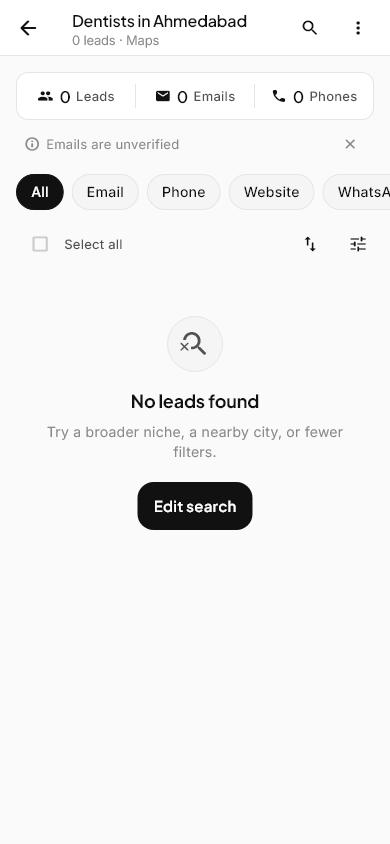 Dentists in Ahmedabad
0 leads · Maps
0 Leads
0 Emails
0 Phones
Emails are unverified
All
Email
Phone
Website
WhatsA
Select all
No leads found
Try a broader niche, a nearby city, or fewer
filters.
Edit search